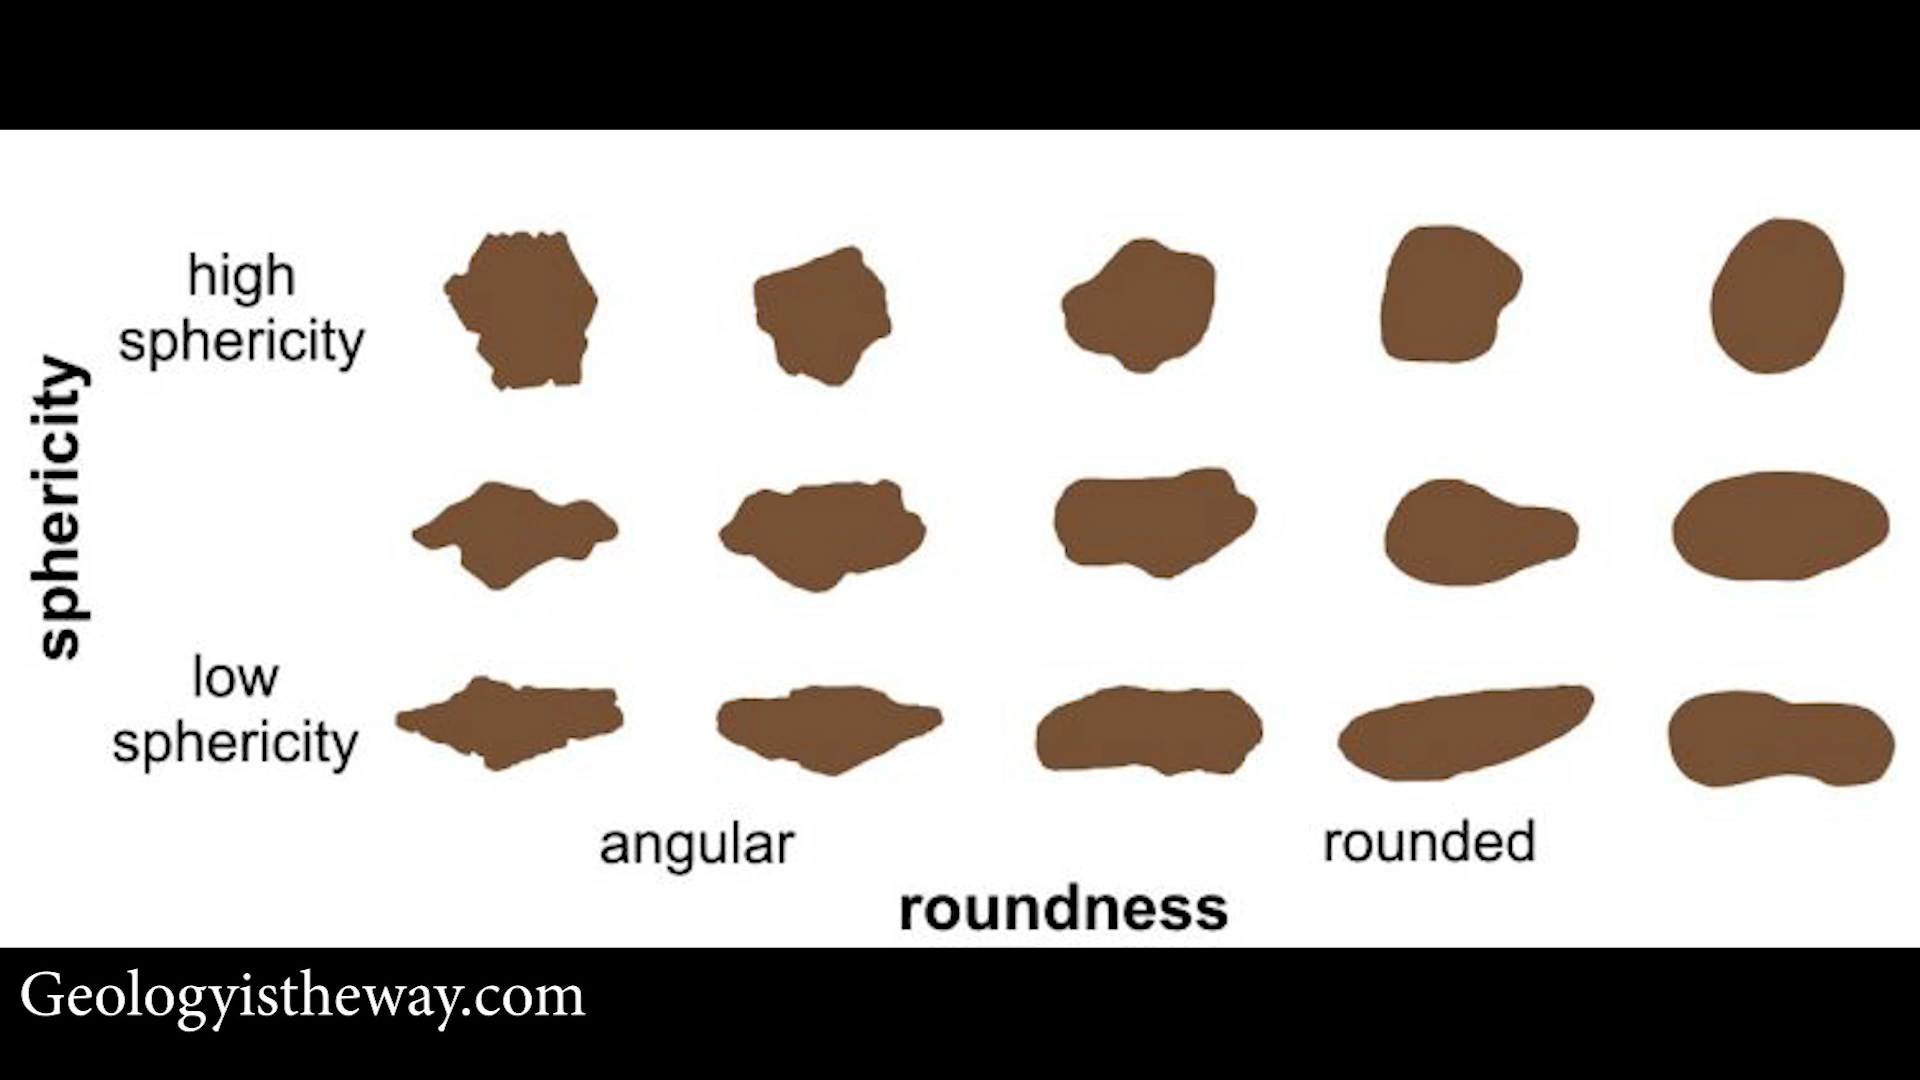 high
sphericity
sphericity
low
sphericity
angular
rounded
roundness
Geologyistheway.com